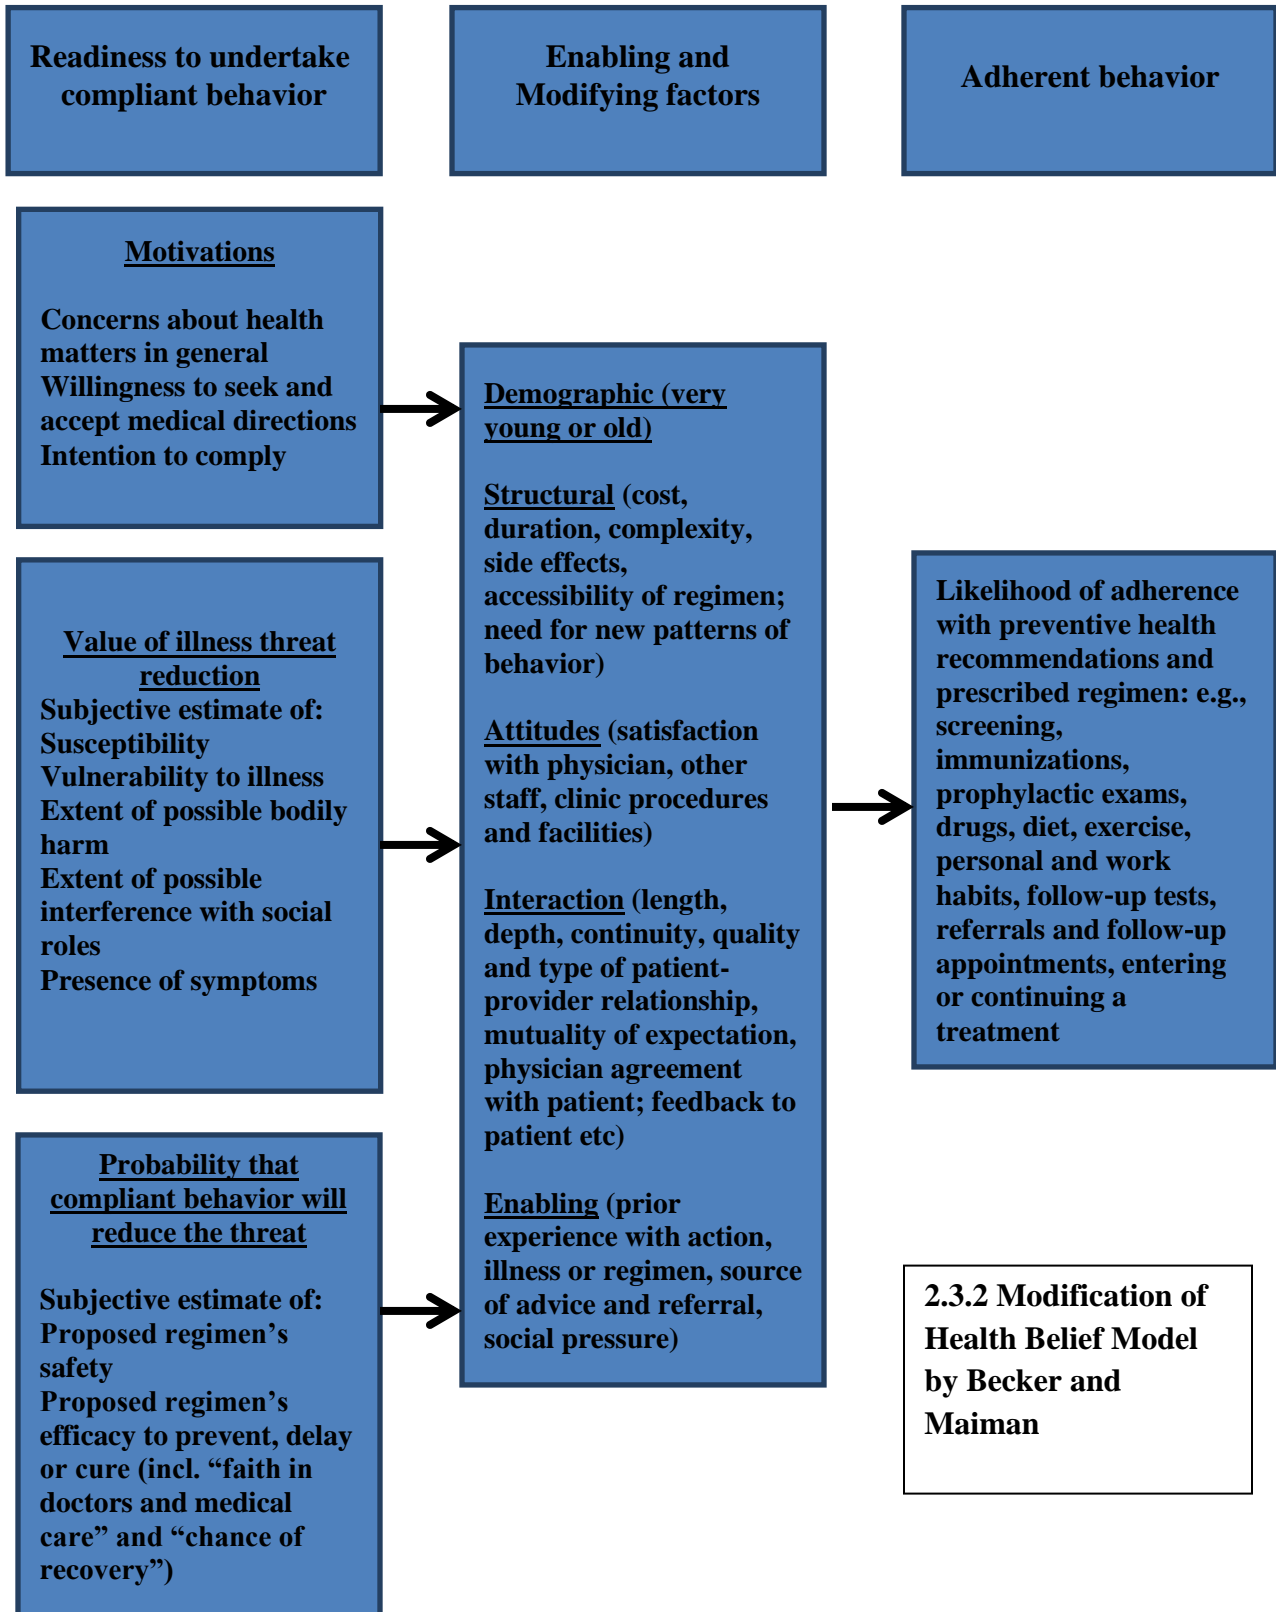 Readiness to undertake
compliant behavior
Enabling and
Modifying factors
Adherent behavior
Motivations
Concerns about health
matters in general
Willingness to seek and
accept medical directions
Intention to comply
Value of illness threat
reduction
Subjective estimate of:
Susceptibility
Vulnerability to illness
Extent of possible bodily
harm
Extent of possible
interference with social
roles
Presence of symptoms
Probability that
compliant behavior will
reduce the threat
Subjective estimate of:
Proposed regimen’s
safety
Proposed regimen’s
efficacy to prevent, delay
or cure (incl. “faith in
doctors and medical
care” and “chance of
recovery”)
Demographic (very
young or old)
Structural (cost,
duration, complexity,
side effects,
accessibility of regimen;
need for new patterns of
behavior)
Attitudes (satisfaction
with physician, other
staff, clinic procedures
and facilities)
Interaction (length,
depth, continuity, quality
and type of patient-
provider relationship,
mutuality of expectation,
physician agreement
with patient; feedback to
patient etc)
Enabling (prior
experience with action,
illness or regimen, source
of advice and referral,
social pressure)
Likelihood of adherence
with preventive health
recommendations and
prescribed regimen: e.g.,
screening,
immunizations,
prophylactic exams,
drugs, diet, exercise,
personal and work
habits, follow-up tests,
referrals and follow-up
appointments, entering
or continuing a
treatment
2.3.2 Modification of
Health Belief Model
by Becker and
Maiman